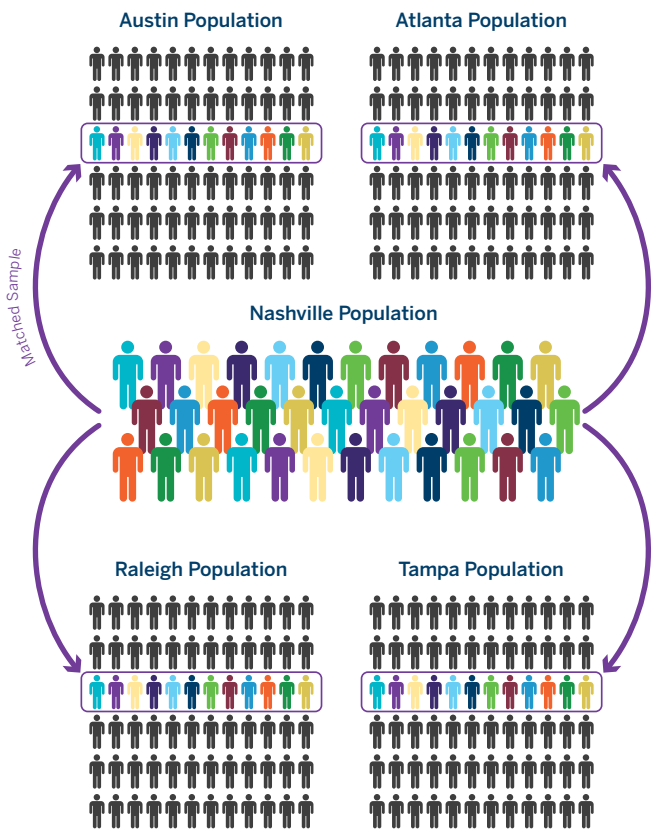 Austin Population
Atlanta Population
Matched Sample
Nashville Population
Raleigh Population
Tampa Population